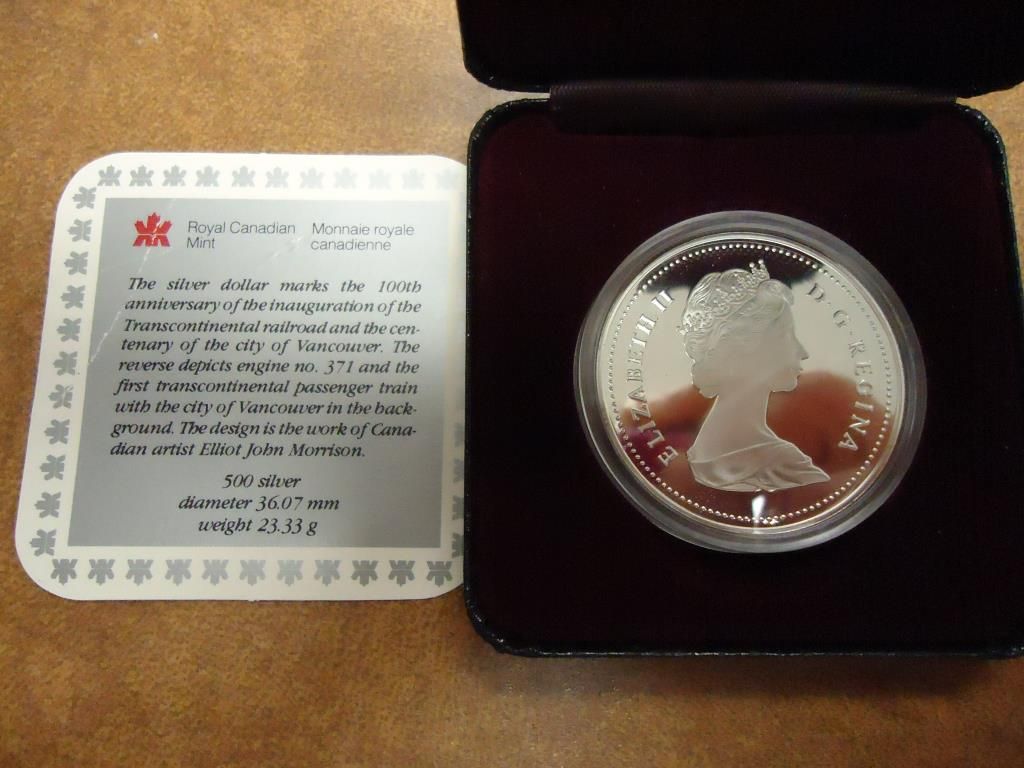 Royal Canadian
Mint
Monnaie royale
canadienne
The silver dollar marks the 100th
anniversary of the inauguration of the
Transcontinental railroad and the cen-
tenary of the city of Vancouver. The
reverse depicts engine no. 371 and the
first transcontinental passenger train
with the city of Vancouver in the back-
ground. The design is the work of Cana-
dian artist Elliot John Morrison.
500 silver
diameter 36.07 mm
weight 23.33 g
ELIZABETH II
D·G·REGINA